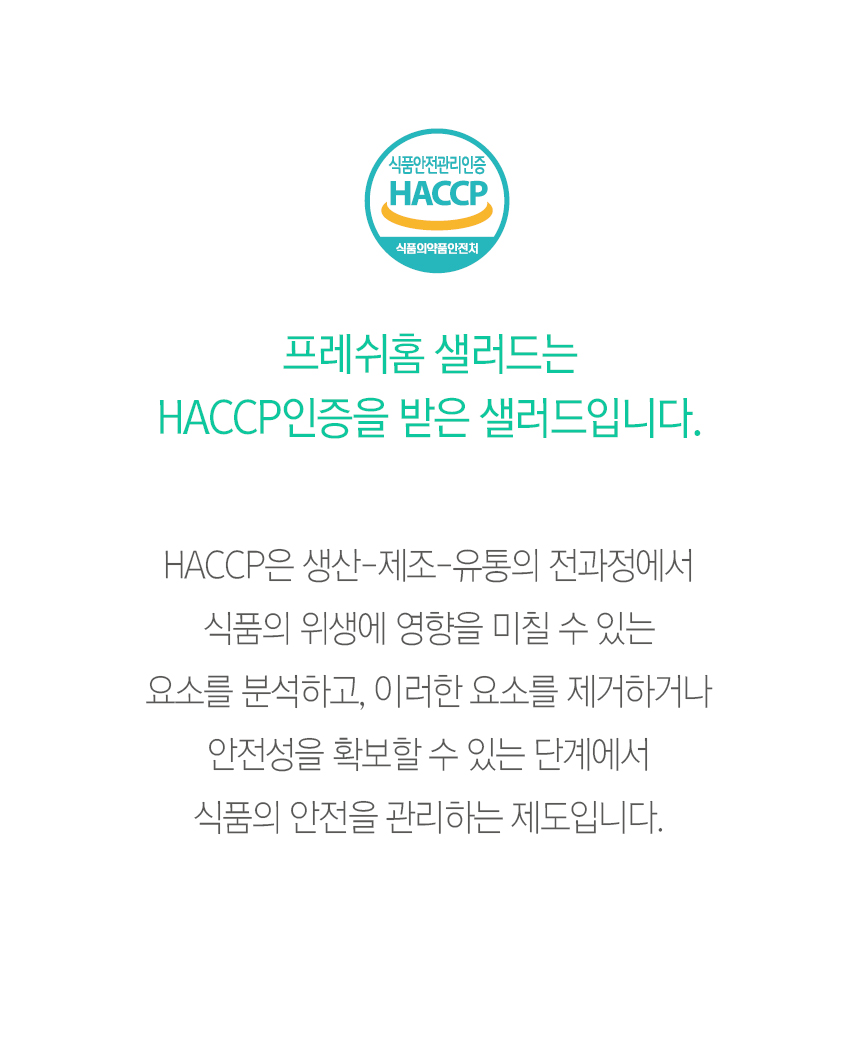 식품안전관리인증
HACCP
식품의약품안전처
프레쉬홈 샐러드는
HACCP인증을 받은 샐러드입니다.
HACCP은 생산-제조-유통의 전과정에서
식품의 위생에 영향을 미칠 수 있는
요소를 분석하고, 이러한 요소를 제거하거나
안전성을 확보할 수 있는 단계에서
식품의 안전을 관리하는 제도입니다.